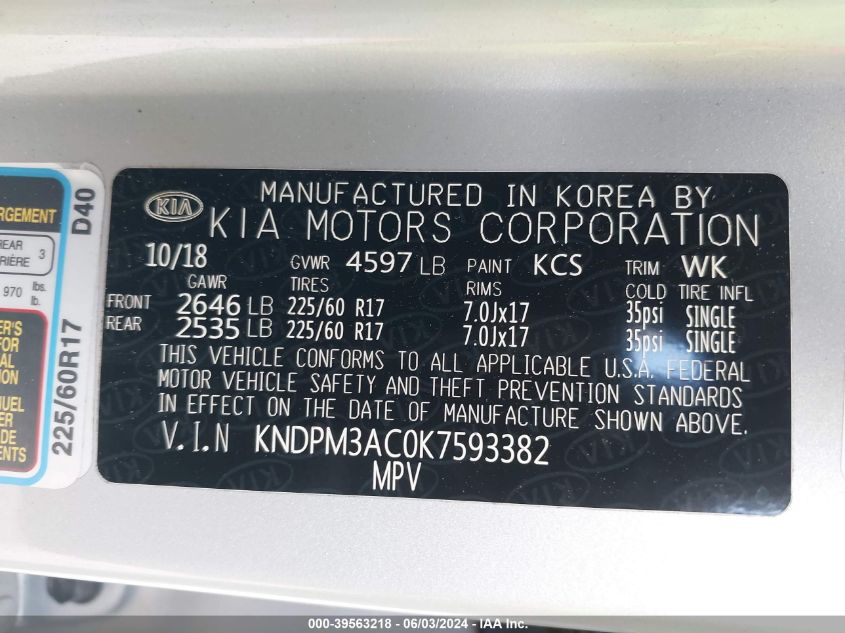 MANUFACTURED IN KOREA BY
KIA KIA MOTORS CORPORATION
10/18 GVWR 4597 LB PAINT KCS TRIM WK
GAWR TIRES RIMS COLD TIRE INFL
FRONT 2646 LB 225/60 R17 7.0Jx17 35psi SINGLE
REAR 2535 LB 225/60 R17 7.0Jx17 35psi SINGLE
THIS VEHICLE CONFORMS TO ALL APPLICABLE U.S.A. FEDERAL
MOTOR VEHICLE SAFETY AND THEFT PREVENTION STANDARDS
IN EFFECT ON THE DATE OF MANUFACTURE SHOWN ABOVE.
V.I.N KNDPM3AC0K7593382
MPV
D40
225/60R17
3
970 lbs.
lb.
000-39563218 - 06/03/2024 - IAA Inc.